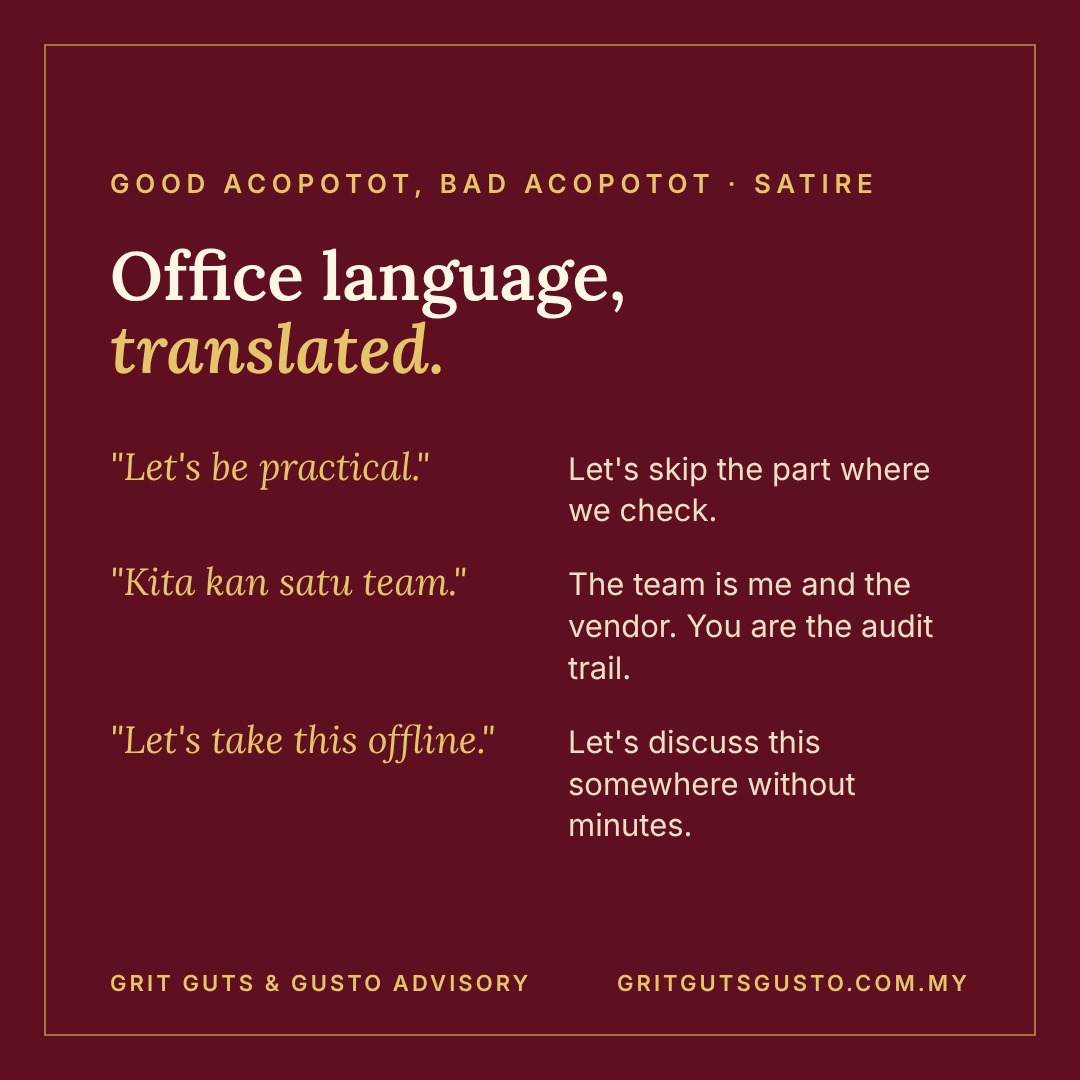 GOOD ACOPOTOT, BAD ACOPOTOT · SATIRE
Office language,
translated.
"Let's be practical."
Let's skip the part where
we check.
"Kita kan satu team."
The team is me and the
vendor. You are the audit
trail.
"Let's take this offline."
Let's discuss this
somewhere without
minutes.
GRIT GUTS & GUSTO ADVISORY
GRITGUTSGUSTO.COM.MY